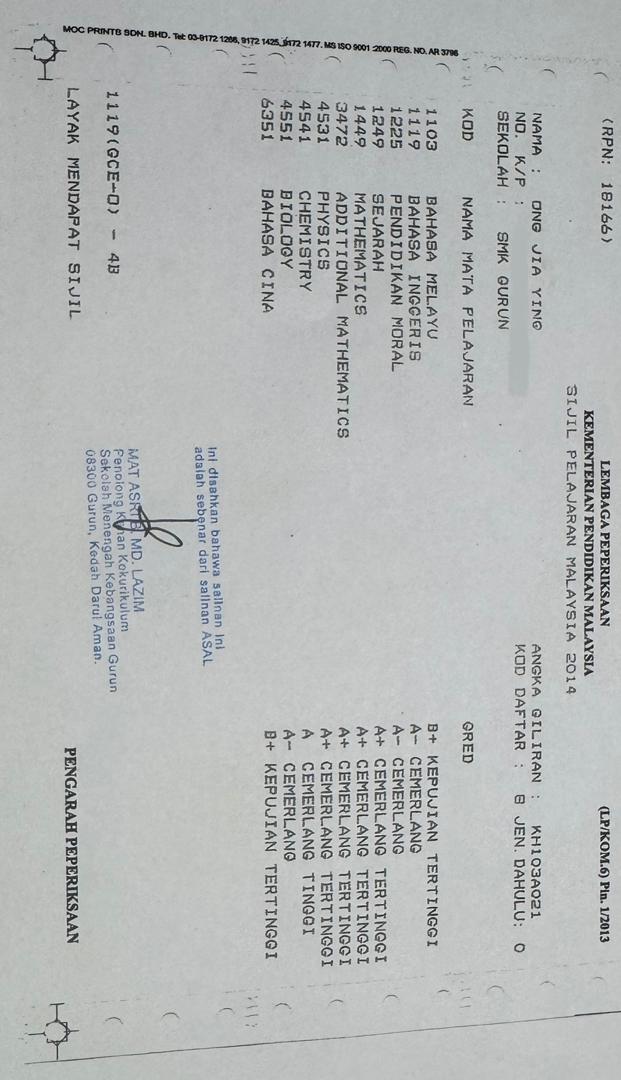 (RPN: 18166)
LEMBAGA PEPERIKSAAN
(LP/KOM.6) Pin. 1/2013
KEMENTERIAN PENDIDIKAN MALAYSIA
SIJIL PELAJARAN MALAYSIA 2014
NAMA : ONG JIA YING
ANGKA GILIRAN : KH103A021
NO. K/P :
KOD DAFTAR : 8 JEN. DAHULU: 0
SEKOLAH : SMK GURUN
KOD NAMA MATA PELAJARAN GRED
1103 BAHASA MELAYU B+ KEPUJIAN TERTINGGI
1119 BAHASA INGGERIS A- CEMERLANG
1225 PENDIDIKAN MORAL A- CEMERLANG
1249 SEJARAH A+ CEMERLANG TERTINGGI
1449 MATHEMATICS A+ CEMERLANG TERTINGGI
3472 ADDITIONAL MATHEMATICS A+ CEMERLANG TERTINGGI
4531 PHYSICS A+ CEMERLANG TERTINGGI
4541 CHEMISTRY A CEMERLANG TINGGI
4551 BIOLOGY A- CEMERLANG
6351 BAHASA CINA B+ KEPUJIAN TERTINGGI
Ini disahkan bahawa salinan ini
adalah sebenar dari salinan ASAL
MAT ASRI B. MD. LAZIM
Penolong Kanan Kokurikulum
Sekolah Menengah Kebangsaan Gurun
08300 Gurun, Kedah Darul Aman.
1119(GCE-O) - 4B
LAYAK MENDAPAT SIJIL
PENGARAH PEPERIKSAAN
MOC PRINTS SDN. BHD. Tel: 03-9172 1266, 9172 1425, 9172 1477. MS ISO 9001 :2000 REG. NO. AR 3796